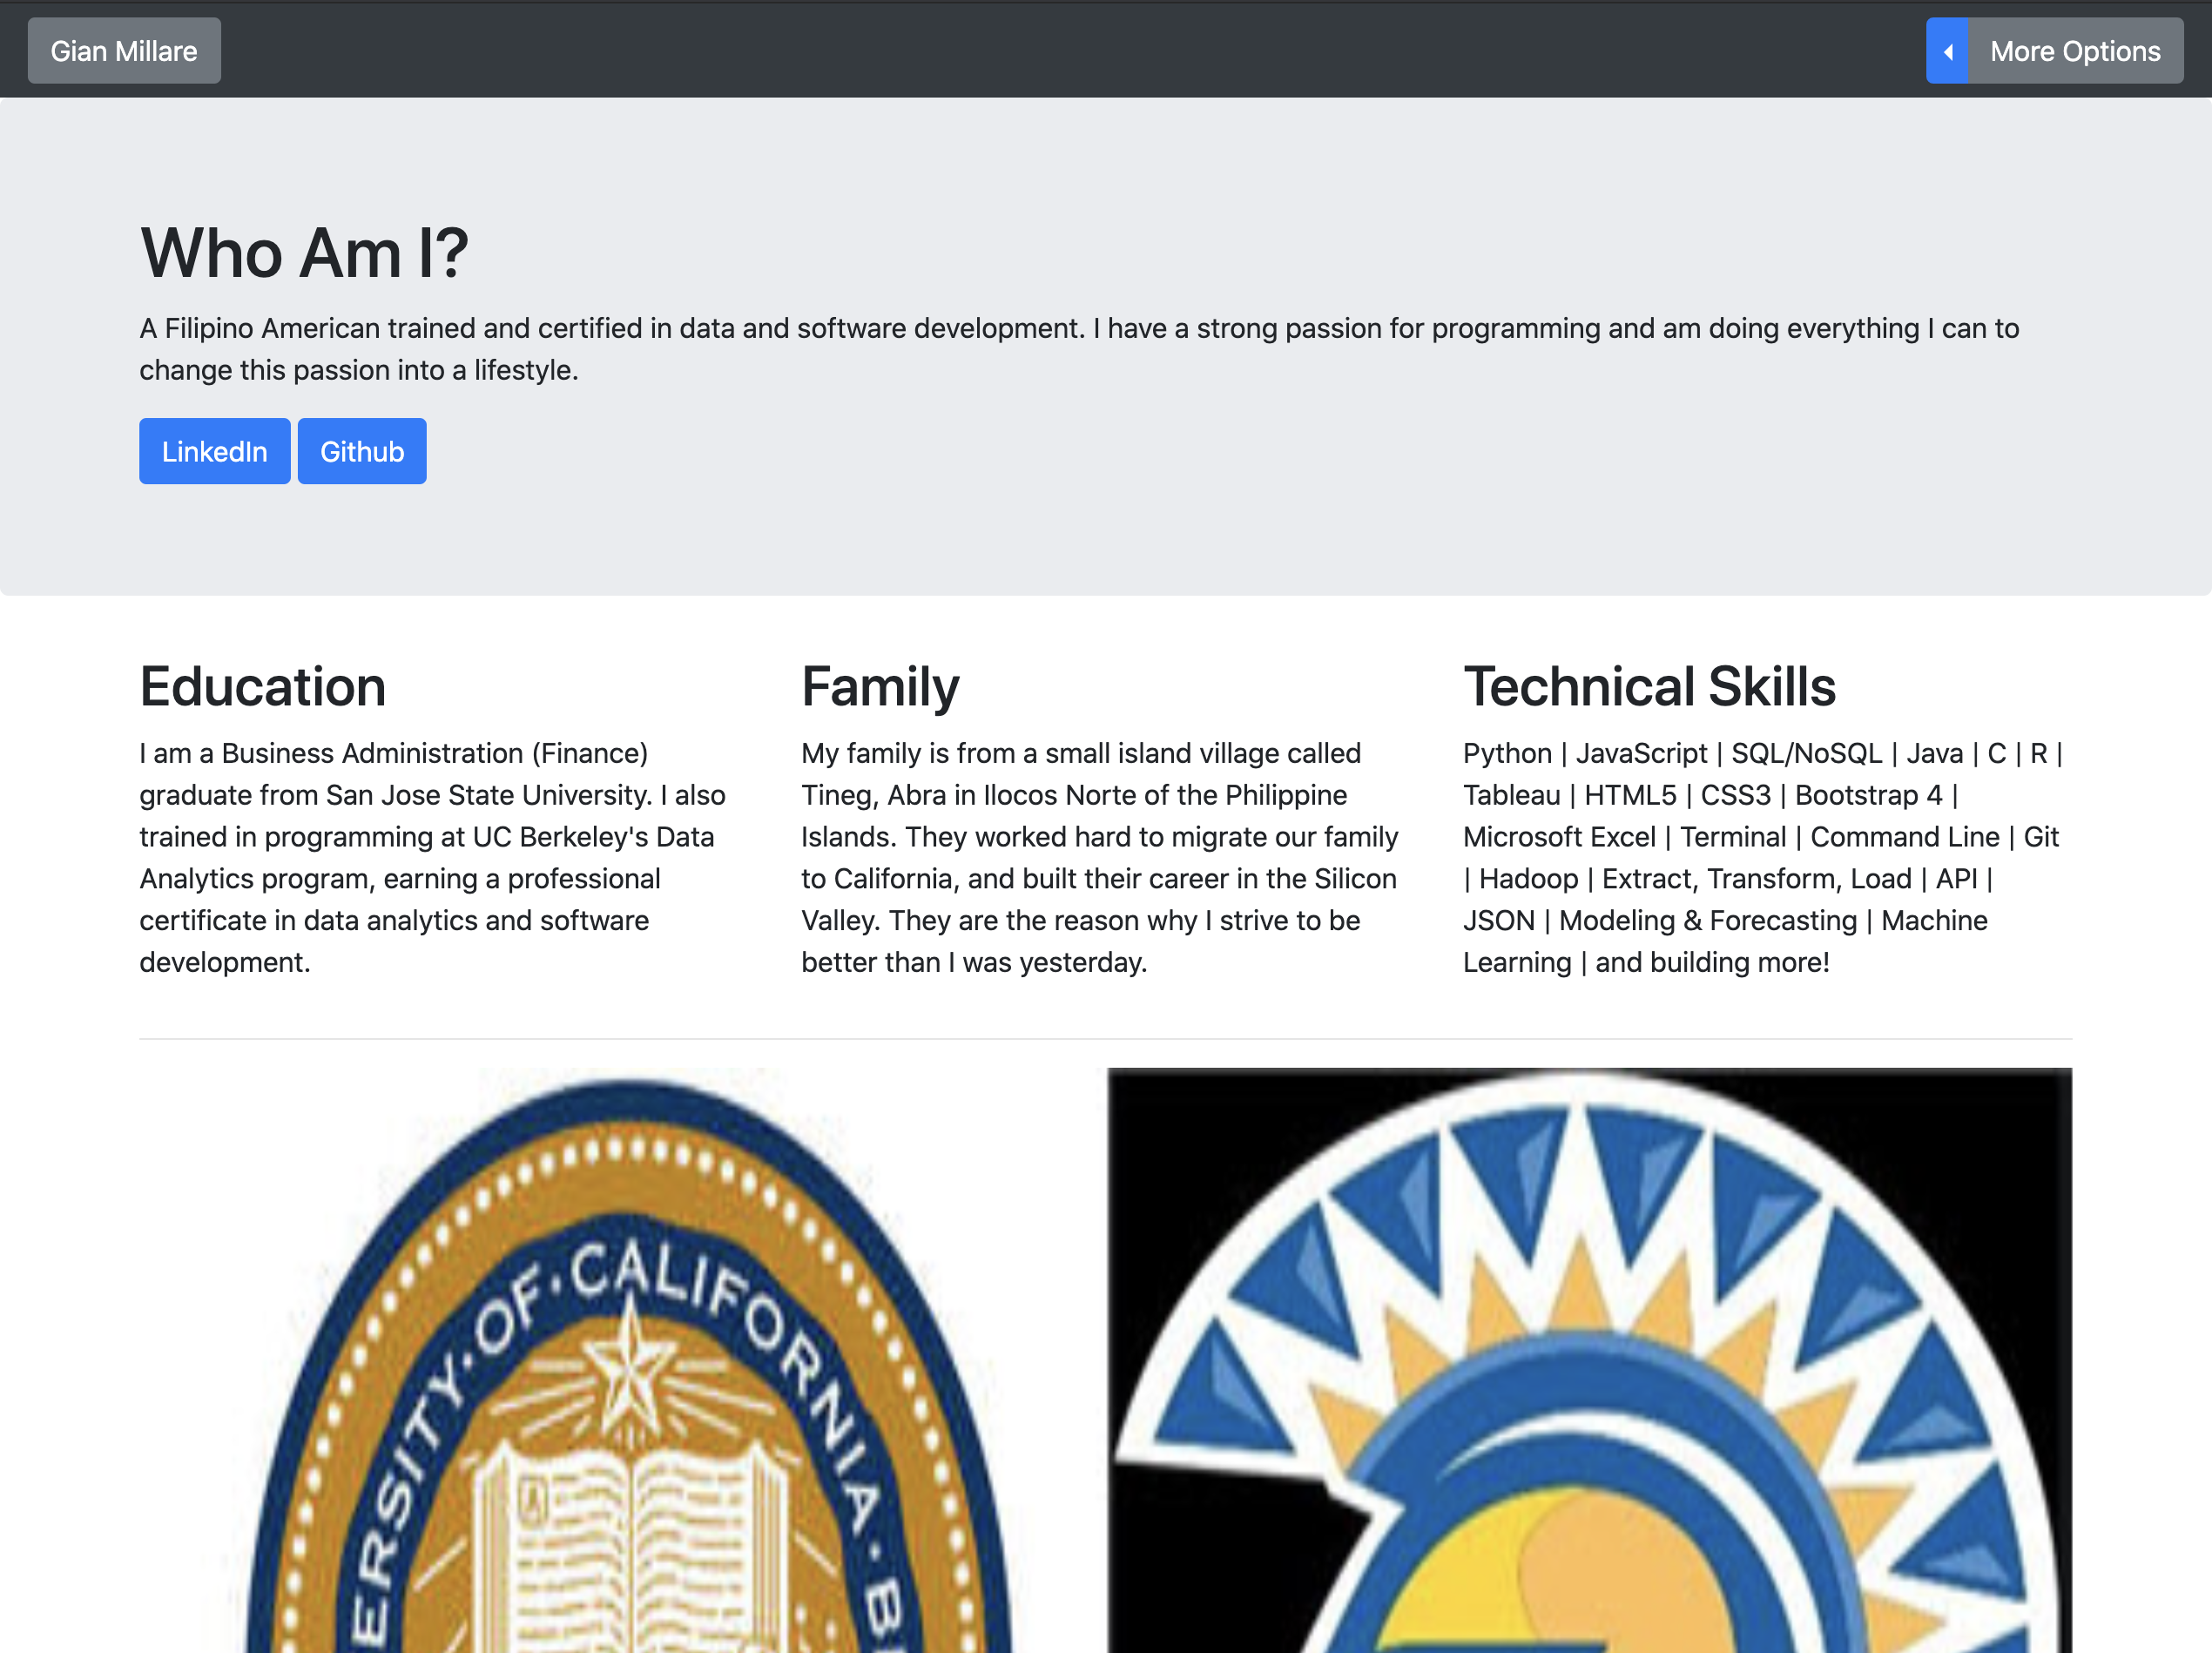 Gian Millare
More Options
Who Am I?
A Filipino American trained and certified in data and software development. I have a strong passion for programming and am doing everything I can to
change this passion into a lifestyle.
LinkedIn
Github
Education
I am a Business Administration (Finance)
graduate from San Jose State University. I also
trained in programming at UC Berkeley's Data
Analytics program, earning a professional
certificate in data analytics and software
development.
Family
My family is from a small island village called
Tineg, Abra in Ilocos Norte of the Philippine
Islands. They worked hard to migrate our family
to California, and built their career in the Silicon
Valley. They are the reason why I strive to be
better than I was yesterday.
Technical Skills
Python | JavaScript | SQL/NoSQL | Java | C | R |
Tableau | HTML5 | CSS3 | Bootstrap 4 |
Microsoft Excel | Terminal | Command Line | Git
| Hadoop | Extract, Transform, Load | API |
JSON | Modeling & Forecasting | Machine
Learning | and building more!
ERSITY·OF·CALIFORNIA·B
A